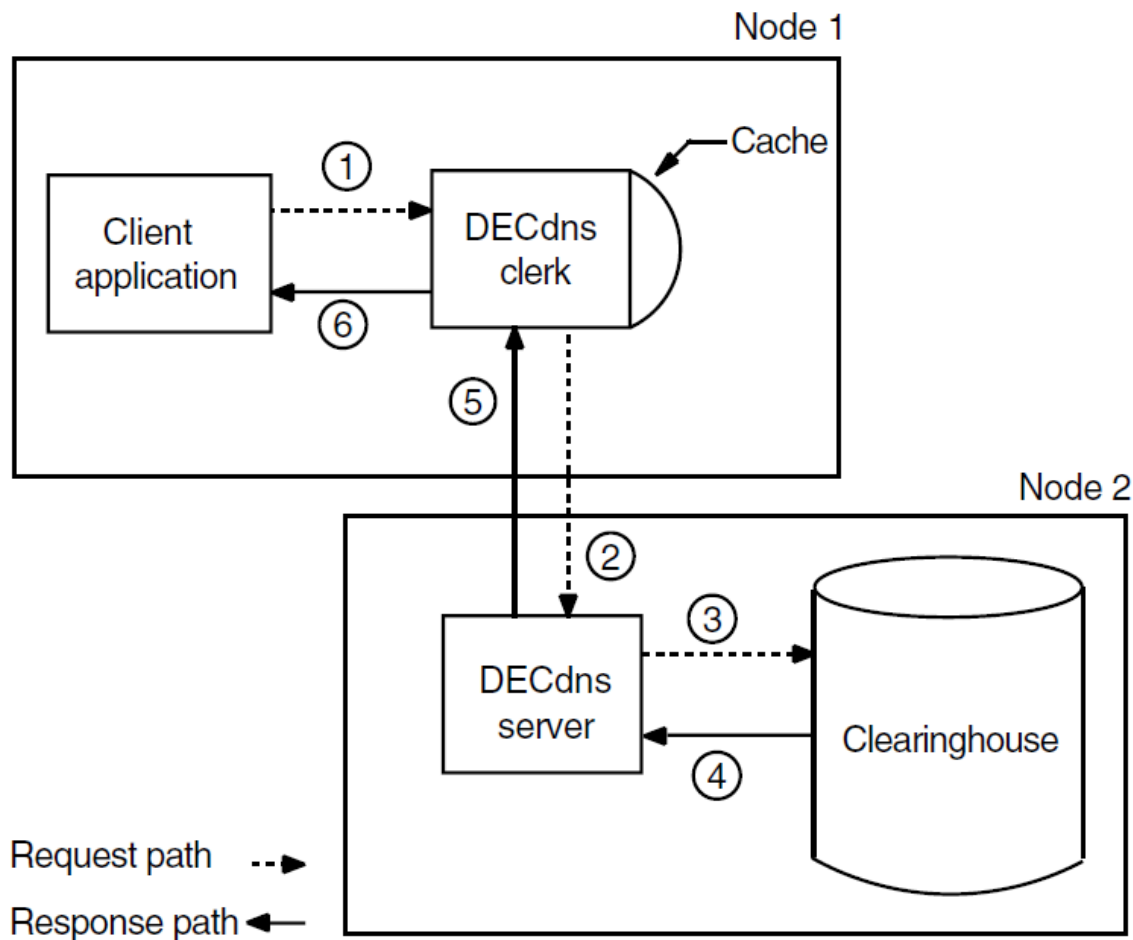 Node 1
Cache
1
Client
application
DECdns
clerk
6
5
Node 2
2
3
DECdns
server
Clearinghouse
4
Request path
Response path